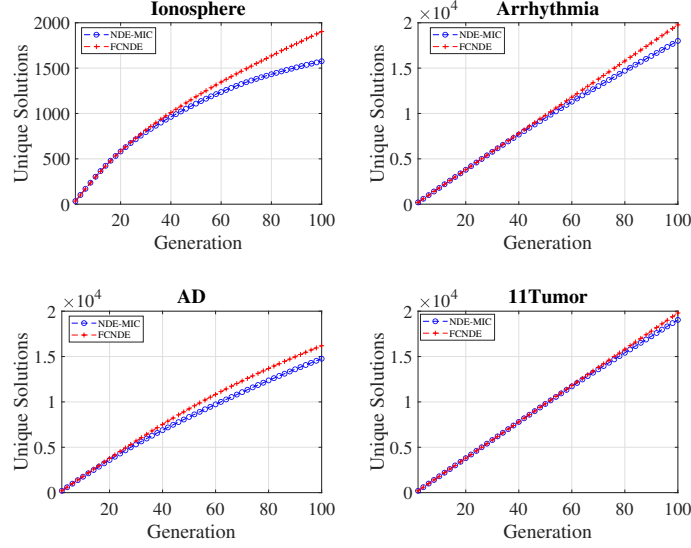 Ionosphere
2000
1500
1000
500
0
Unique Solutions
NDE-MIC
FCNDE
20 40 60 80 100
Generation
Arrhythmia
×10^4
2
1.5
1
0.5
0
Unique Solutions
NDE-MIC
FCNDE
20 40 60 80 100
Generation
AD
×10^4
2
1.5
1
0.5
0
Unique Solutions
NDE-MIC
FCNDE
20 40 60 80 100
Generation
11Tumor
×10^4
2
1.5
1
0.5
0
Unique Solutions
NDE-MIC
FCNDE
20 40 60 80 100
Generation